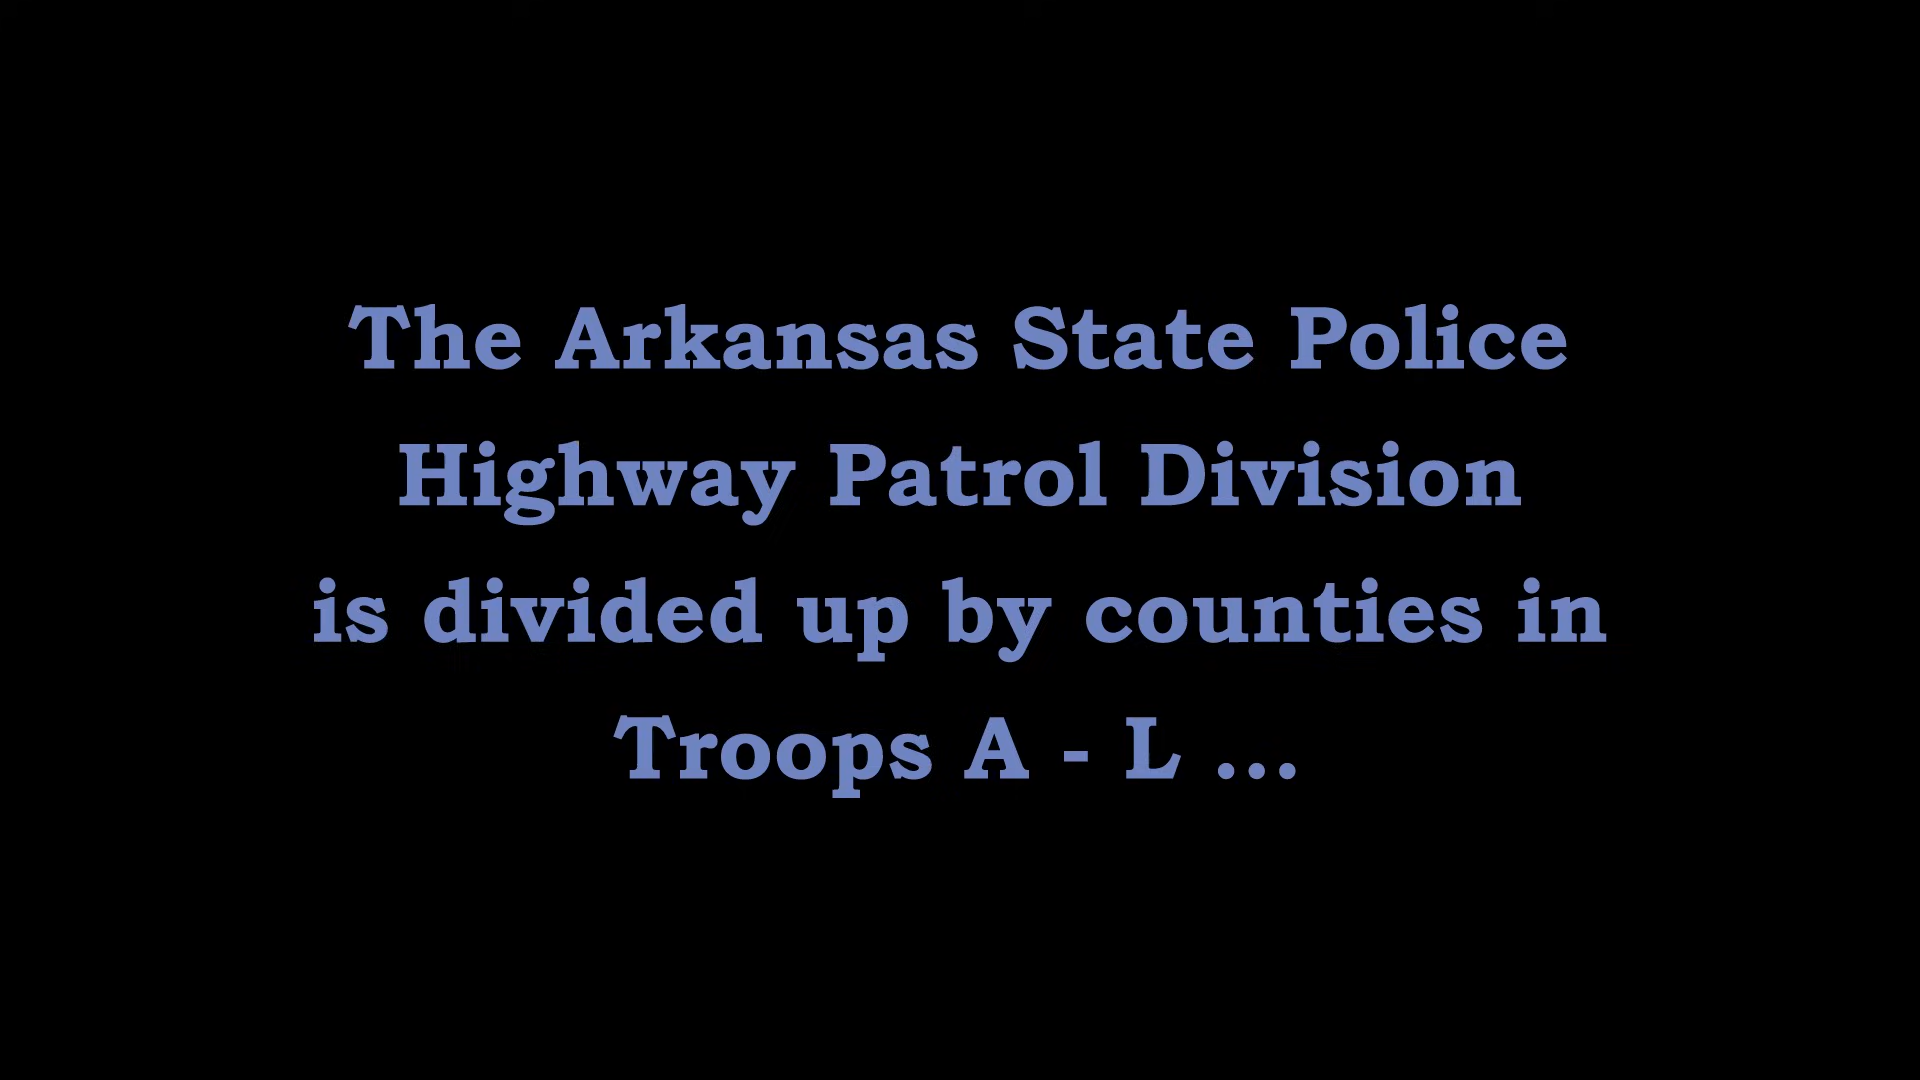 The Arkansas State Police
Highway Patrol Division
is divided up by counties in
Troops A - L ...